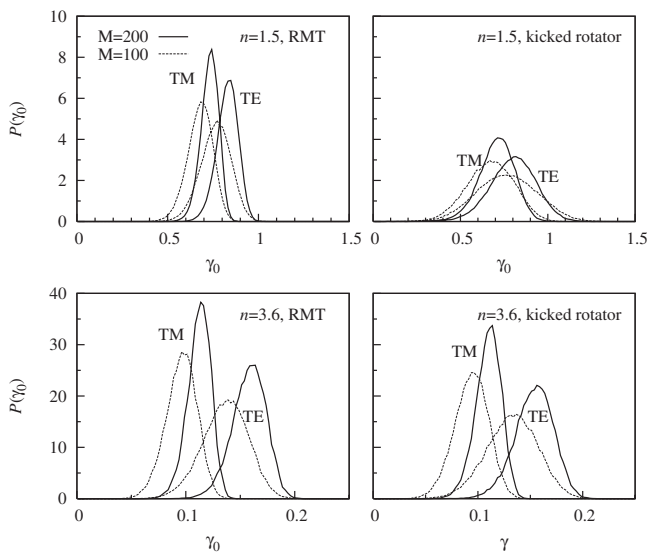 10
8
6
4
2
0
P(γ₀)
M=200
M=100
n=1.5, RMT
TM
TE
0 0.5 1 1.5
γ₀
n=1.5, kicked rotator
TM
TE
0 0.5 1 1.5
γ₀
50
40
30
20
10
0
P(γ₀)
n=3.6, RMT
TM
TE
0 0.1 0.2
γ₀
n=3.6, kicked rotator
TM
TE
0 0.1 0.2
γ